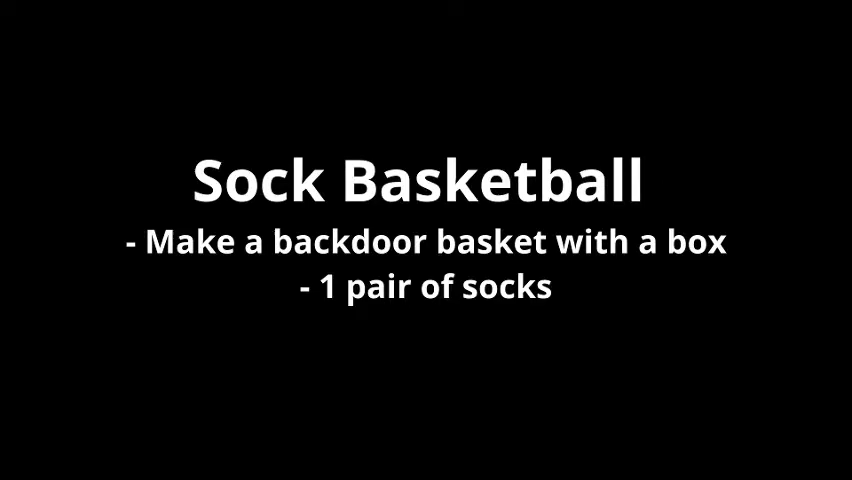 Sock Basketball
- Make a backdoor basket with a box
- 1 pair of socks